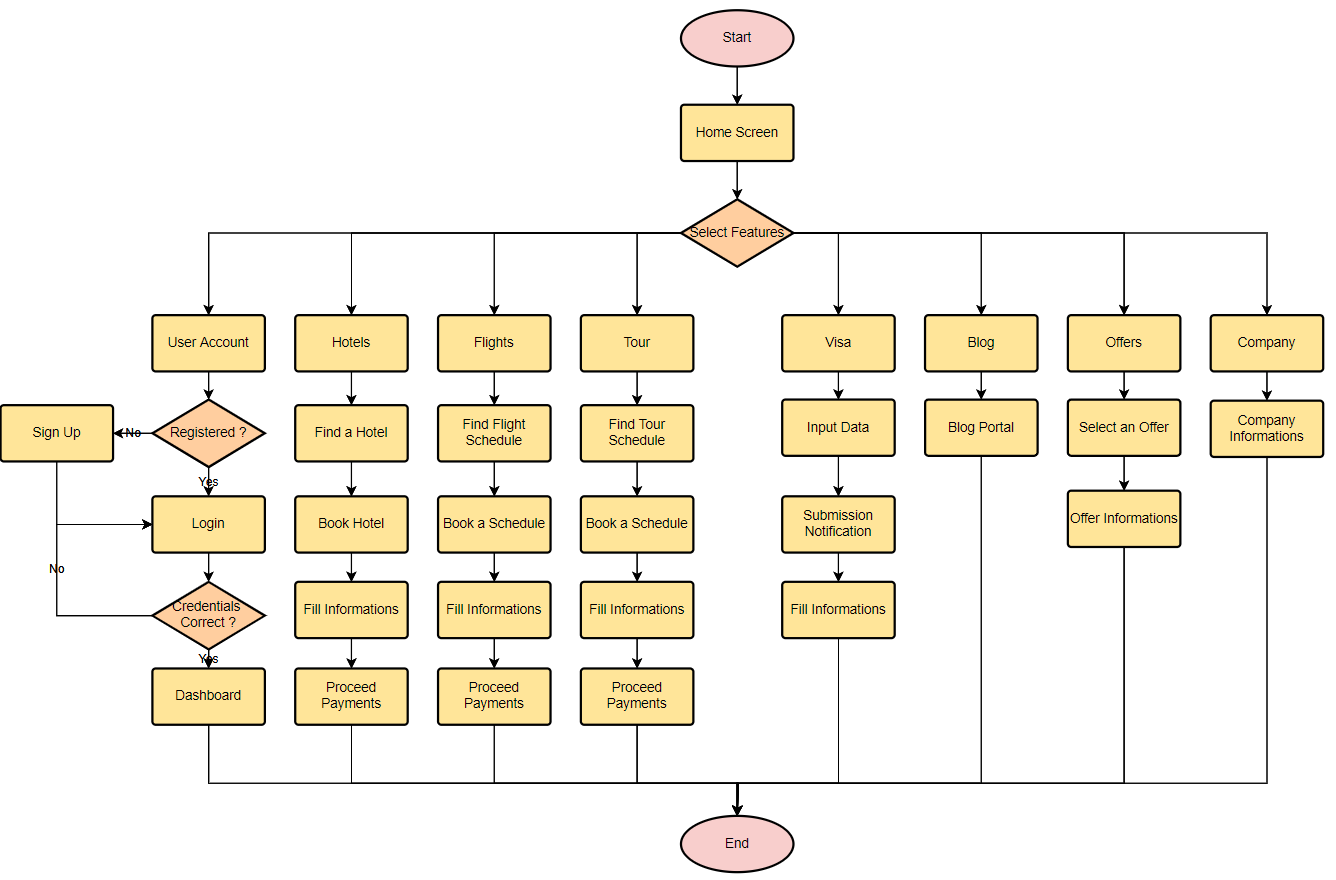 Start
Home Screen
Select Features
User Account
Hotels
Flights
Tour
Visa
Blog
Offers
Company
Sign Up
No
Registered ?
Find a Hotel
Find Flight
Schedule
Find Tour
Schedule
Input Data
Blog Portal
Select an Offer
Company
Informations
Yes
Login
Book Hotel
Book a Schedule
Book a Schedule
Submission
Notification
Offer Informations
No
Credentials
Correct ?
Fill Informations
Fill Informations
Fill Informations
Fill Informations
Yes
Dashboard
Proceed
Payments
Proceed
Payments
Proceed
Payments
End